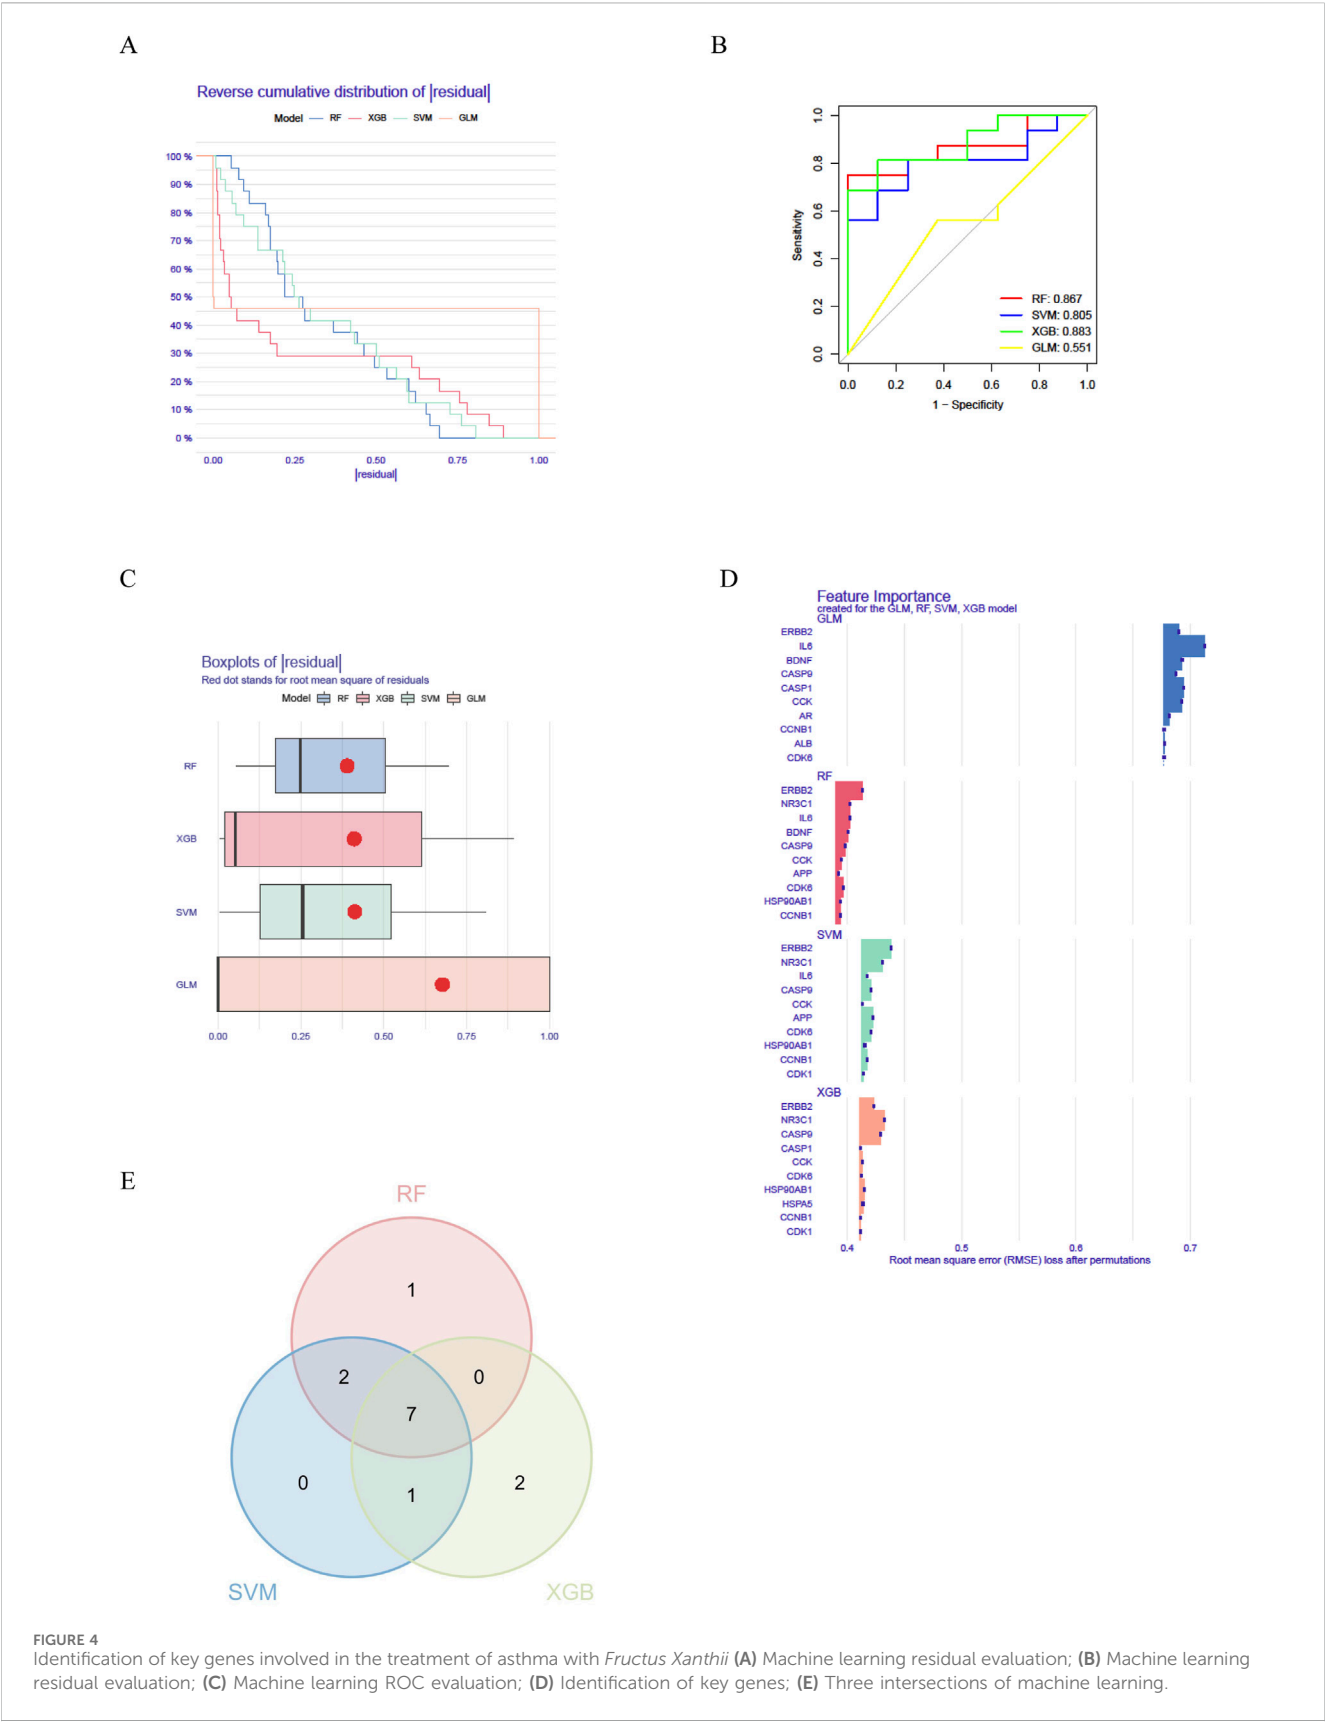 A
Reverse cumulative distribution of |residual|
Model RF XGB SVM GLM
100 %
90 %
80 %
70 %
60 %
50 %
40 %
30 %
20 %
10 %
0 %
0.00 0.25 0.50 0.75 1.00
|residual|
B
Sensitivity
1.0
0.8
0.6
0.4
0.2
0.0
RF: 0.867
SVM: 0.805
XGB: 0.883
GLM: 0.551
0.0 0.2 0.4 0.6 0.8 1.0
1 − Specificity
C
Boxplots of |residual|
Red dot stands for root mean square of residuals
Model RF XGB SVM GLM
RF
XGB
SVM
GLM
0.00 0.25 0.50 0.75 1.00
D
Feature Importance
created for the GLM, RF, SVM, XGB model
GLM
ERBB2
IL6
BDNF
CASP9
CASP1
CCK
AR
CCNB1
ALB
CDK6
RF
ERBB2
NR3C1
IL6
BDNF
CASP9
CCK
APP
CDK6
HSP90AB1
CCNB1
SVM
ERBB2
NR3C1
IL6
CASP9
CCK
APP
CDK6
HSP90AB1
CCNB1
CDK1
XGB
ERBB2
NR3C1
CASP9
CASP1
CCK
CDK6
HSP90AB1
HSPA5
CCNB1
CDK1
0.4 0.5 0.6 0.7
Root mean square error (RMSE) loss after permutations
E
RF
1
2 0
7
0 1 2
SVM XGB
FIGURE 4
Identification of key genes involved in the treatment of asthma with Fructus Xanthii (A) Machine learning residual evaluation; (B) Machine learning
residual evaluation; (C) Machine learning ROC evaluation; (D) Identification of key genes; (E) Three intersections of machine learning.